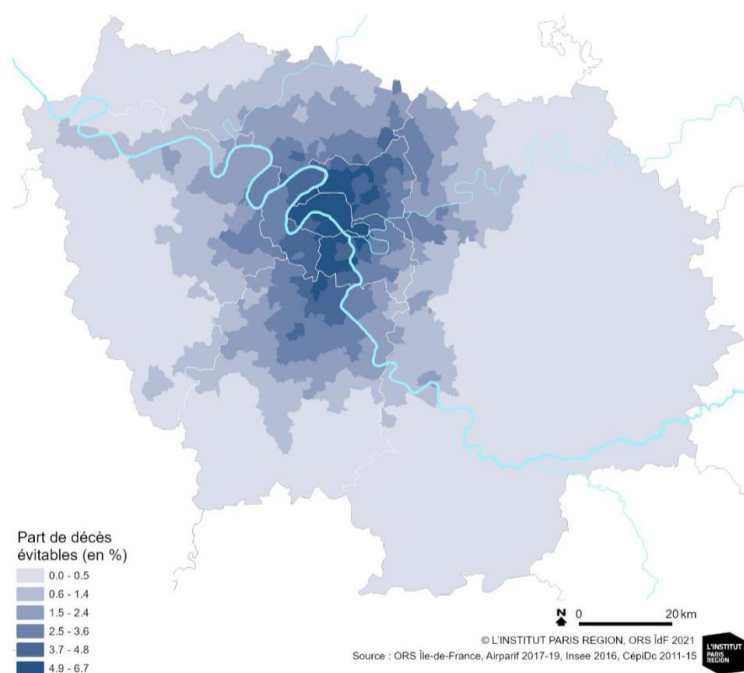 Part de décès
évitables (en %)
0.0 - 0.5
0.6 - 1.4
1.5 - 2.4
2.5 - 3.6
3.7 - 4.8
4.9 - 6.7
N 0 20 km
© L'INSTITUT PARIS REGION, ORS ÎdF 2021
Source : ORS Île-de-France, Airparif 2017-19, Insee 2016, CépiDc 2011-15
L'INSTITUT
PARIS
REGION